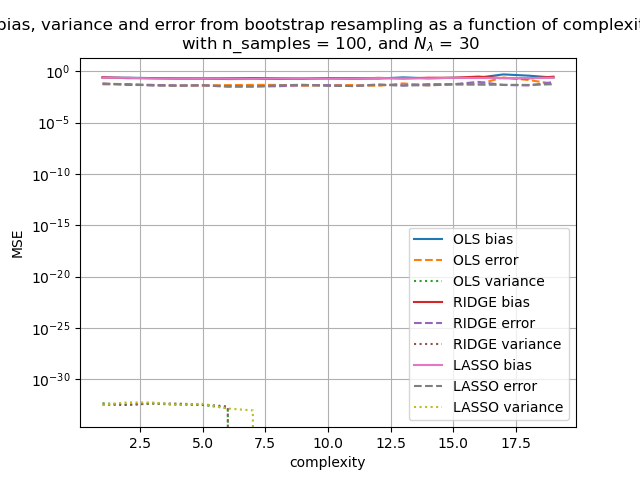 bias, variance and error from bootstrap resampling as a function of
with n_samples = 100, and N_λ = 30
10^0
10^-5
10^-10
10^-15
10^-20
10^-25
10^-30
MSE
OLS bias
OLS error
OLS variance
RIDGE bias
RIDGE error
RIDGE variance
LASSO bias
LASSO error
LASSO variance
2.5 5.0 7.5 10.0 12.5 15.0 17.5
complexity